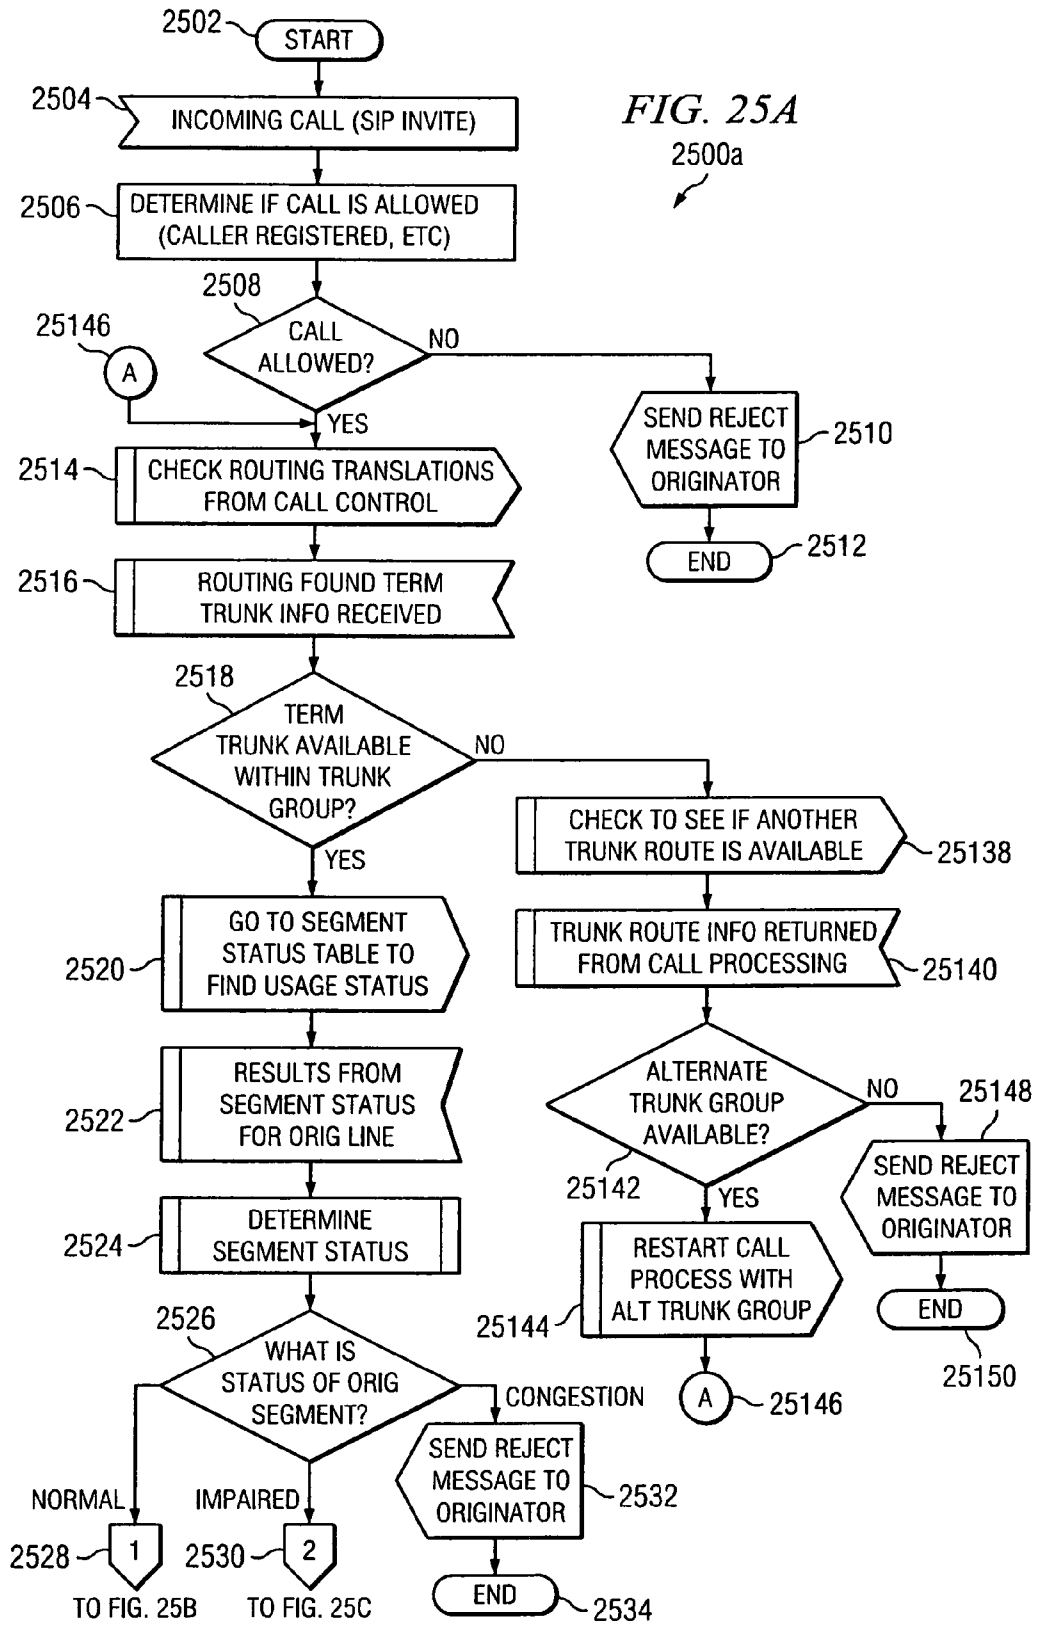 2502
START
2504
INCOMING CALL (SIP INVITE)
FIG. 25A
2500a
2506
DETERMINE IF CALL IS ALLOWED
(CALLER REGISTERED, ETC)
2508
CALL
ALLOWED?
NO
25146
A
YES
SEND REJECT
MESSAGE TO
ORIGINATOR
2510
END
2512
2514
CHECK ROUTING TRANSLATIONS
FROM CALL CONTROL
2516
ROUTING FOUND TERM
TRUNK INFO RECEIVED
2518
TERM
TRUNK AVAILABLE
WITHIN TRUNK
GROUP?
NO
YES
CHECK TO SEE IF ANOTHER
TRUNK ROUTE IS AVAILABLE
25138
2520
GO TO SEGMENT
STATUS TABLE TO
FIND USAGE STATUS
TRUNK ROUTE INFO RETURNED
FROM CALL PROCESSING
25140
2522
RESULTS FROM
SEGMENT STATUS
FOR ORIG LINE
ALTERNATE
TRUNK GROUP
AVAILABLE?
25142
NO
YES
25148
SEND REJECT
MESSAGE TO
ORIGINATOR
END
25150
2524
DETERMINE
SEGMENT STATUS
RESTART CALL
PROCESS WITH
ALT TRUNK GROUP
25144
A
25146
2526
WHAT IS
STATUS OF ORIG
SEGMENT?
CONGESTION
SEND REJECT
MESSAGE TO
ORIGINATOR
2532
END
2534
NORMAL
1
2528
TO FIG. 25B
IMPAIRED
2
2530
TO FIG. 25C